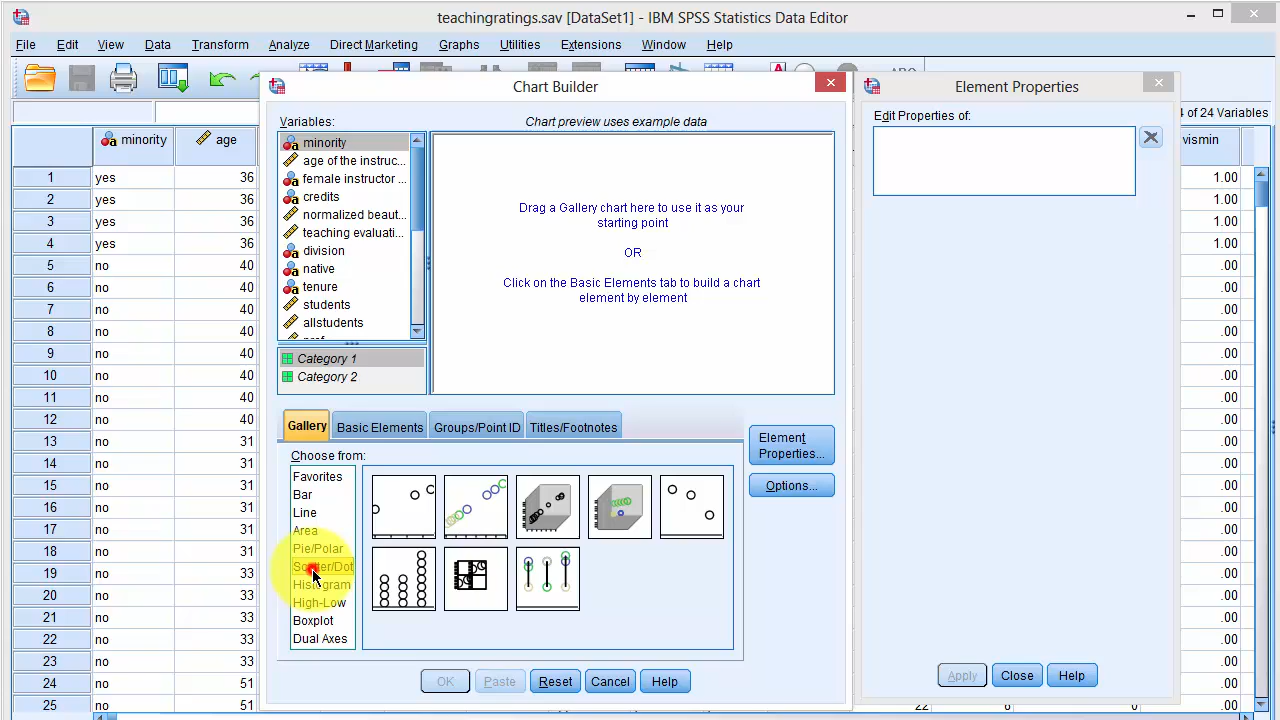 teachingratings.sav [DataSet1] - IBM SPSS Statistics Data Editor
File Edit View Data Transform Analyze Direct Marketing Graphs Utilities Extensions Window Help
Chart Builder
Element Properties
Variables:
Chart preview uses example data
Edit Properties of:
4 of 24 Variables
minority age
vismin
minority
age of the instruc...
female instructor ...
credits
normalized beaut...
teaching evaluati...
division
native
tenure
students
allstudents
Category 1
Category 2
Drag a Gallery chart here to use it as your
starting point
OR
Click on the Basic Elements tab to build a chart
element by element
Gallery Basic Elements Groups/Point ID Titles/Footnotes
Choose from:
Favorites
Bar
Line
Area
Pie/Polar
Scatter/Dot
Histogram
High-Low
Boxplot
Dual Axes
Element
Properties...
Options...
OK Paste Reset Cancel Help
Apply Close Help
1 yes 36 1.00
2 yes 36 1.00
3 yes 36 1.00
4 yes 36 1.00
5 no 40 .00
6 no 40 .00
7 no 40 .00
8 no 40 .00
9 no 40 .00
10 no 40 .00
11 no 40 .00
12 no 40 .00
13 no 31 .00
14 no 31 .00
15 no 31 .00
16 no 31 .00
17 no 31 .00
18 no 31 .00
19 no 33 .00
20 no 33 .00
21 no 33 .00
22 no 33 .00
23 no 33 .00
24 no 51 .00
25 no 51 22 6 0 .00